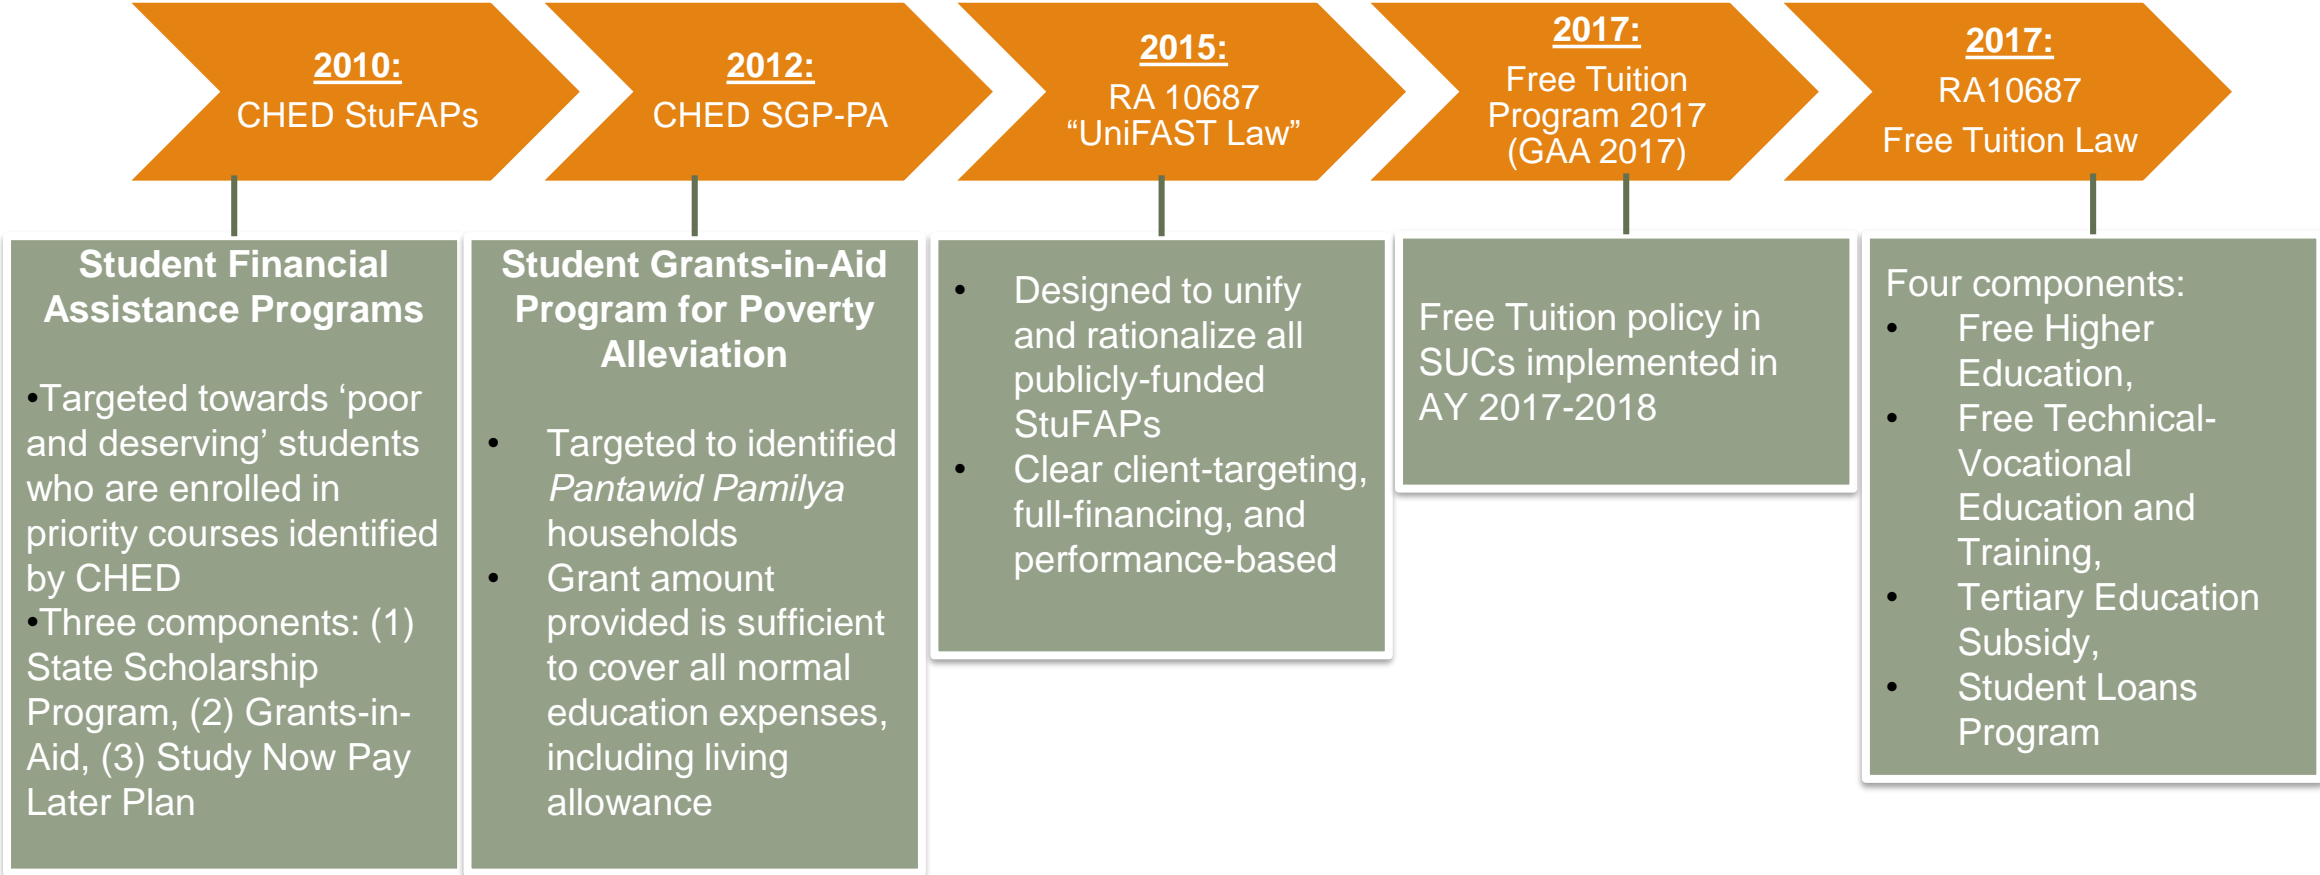 2010:
CHED StuFAPs
2012:
CHED SGP-PA
2015:
RA 10687
“UniFAST Law”
2017:
Free Tuition
Program 2017
(GAA 2017)
2017:
RA10687
Free Tuition Law
Student Financial
Assistance Programs
•Targeted towards ‘poor
and deserving’ students
who are enrolled in
priority courses identified
by CHED
•Three components: (1)
State Scholarship
Program, (2) Grants-in-
Aid, (3) Study Now Pay
Later Plan
Student Grants-in-Aid
Program for Poverty
Alleviation
• Targeted to identified
Pantawid Pamilya
households
• Grant amount
provided is sufficient
to cover all normal
education expenses,
including living
allowance
• Designed to unify
and rationalize all
publicly-funded
StuFAPs
• Clear client-targeting,
full-financing, and
performance-based
Free Tuition policy in
SUCs implemented in
AY 2017-2018
Four components:
• Free Higher
Education,
• Free Technical-
Vocational
Education and
Training,
• Tertiary Education
Subsidy,
• Student Loans
Program